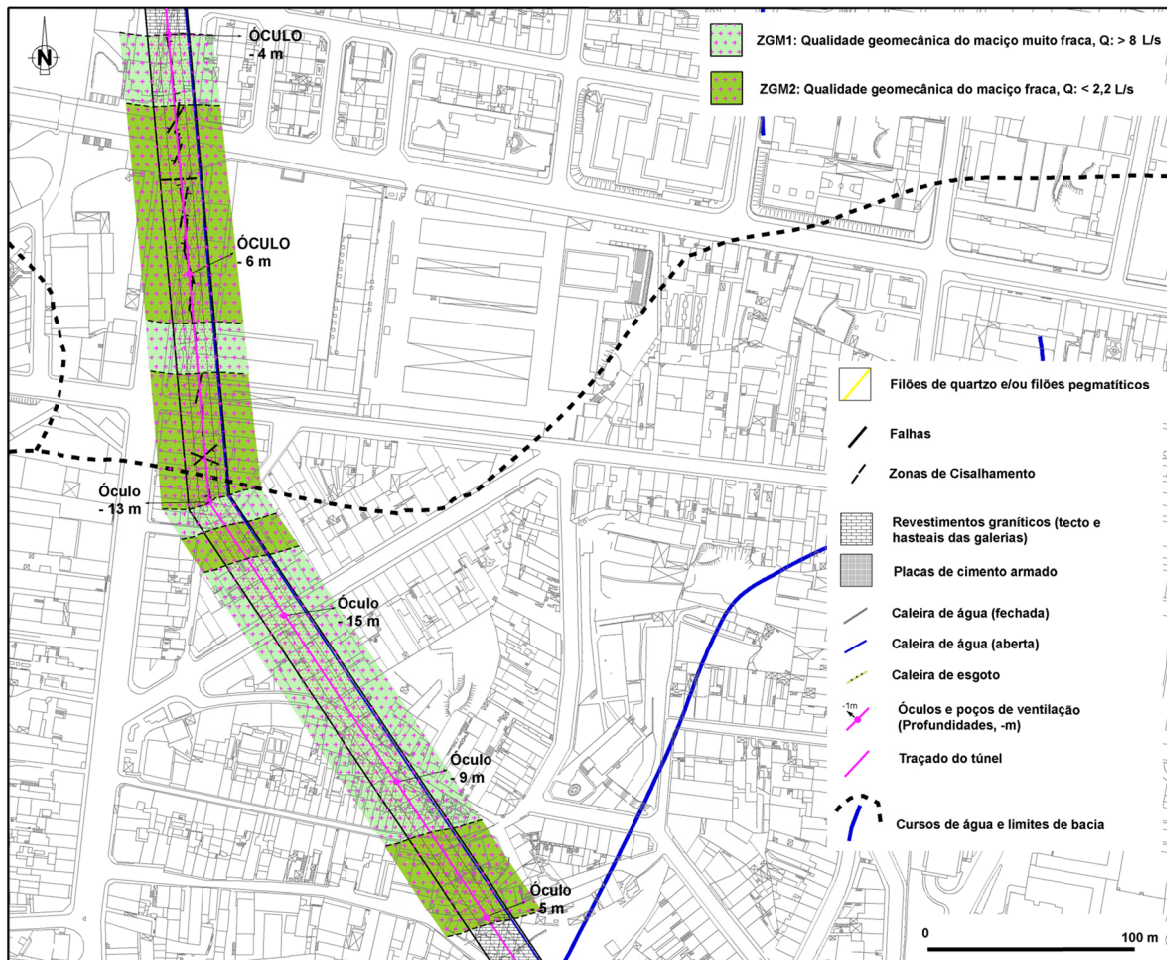 N
ÓCULO
- 4 m
ZGM1: Qualidade geomecânica do maciço muito fraca, Q: > 8 L/s
ZGM2: Qualidade geomecânica do maciço fraca, Q: < 2,2 L/s
ÓCULO
- 6 m
Óculo
- 13 m
Óculo
- 15 m
Óculo
- 9 m
Óculo
- 5 m
Filões de quartzo e/ou filões pegmatíticos
Falhas
Zonas de Cisalhamento
Revestimentos graníticos (tecto e
hasteais das galerias)
Placas de cimento armado
Caleira de água (fechada)
Caleira de água (aberta)
Caleira de esgoto
-1m
Óculos e poços de ventilação
(Profundidades, -m)
Traçado do túnel
Cursos de água e limites de bacia
0
100 m